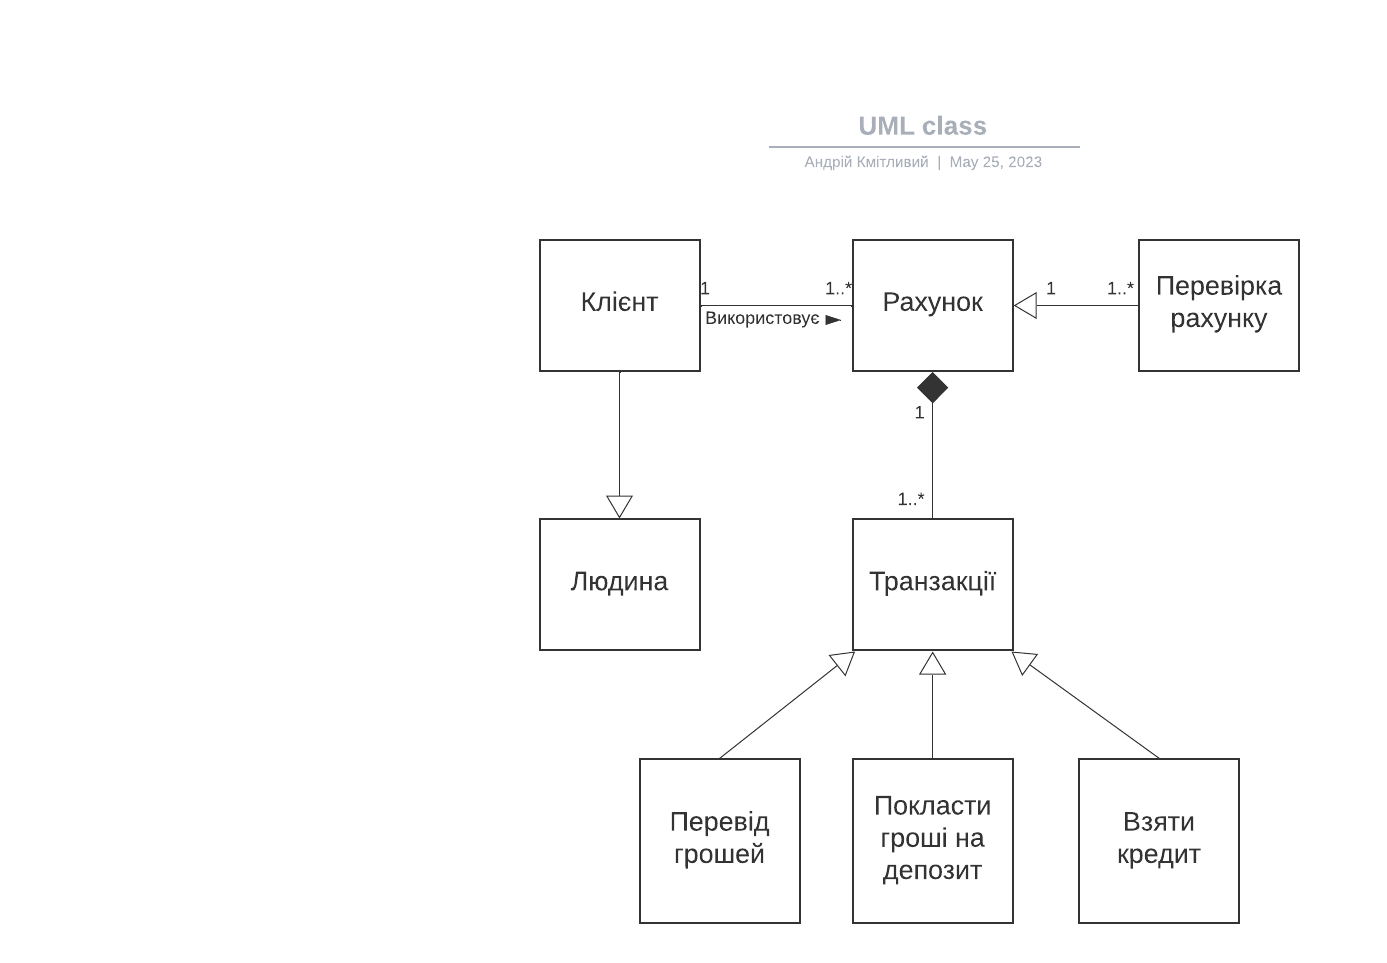 UML class
Андрій Кмітливий | May 25, 2023
Клієнт
1
1..*
Використовує
Рахунок
1
1..*
Перевірка
рахунку
1
1..*
Людина
Транзакції
Перевід
грошей
Покласти
гроші на
депозит
Взяти
кредит